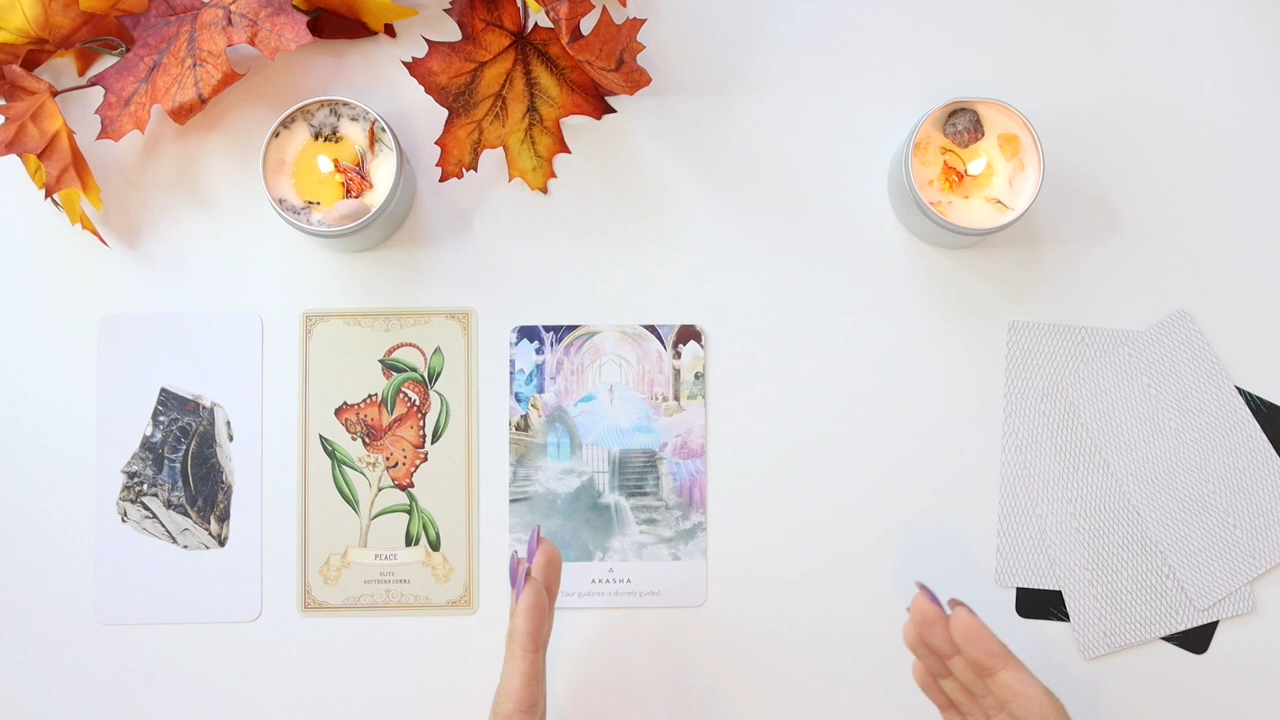 PEACE
OLIVE
SOUTHERN COMMA
AKASHA
Your guidance is divinely guided.